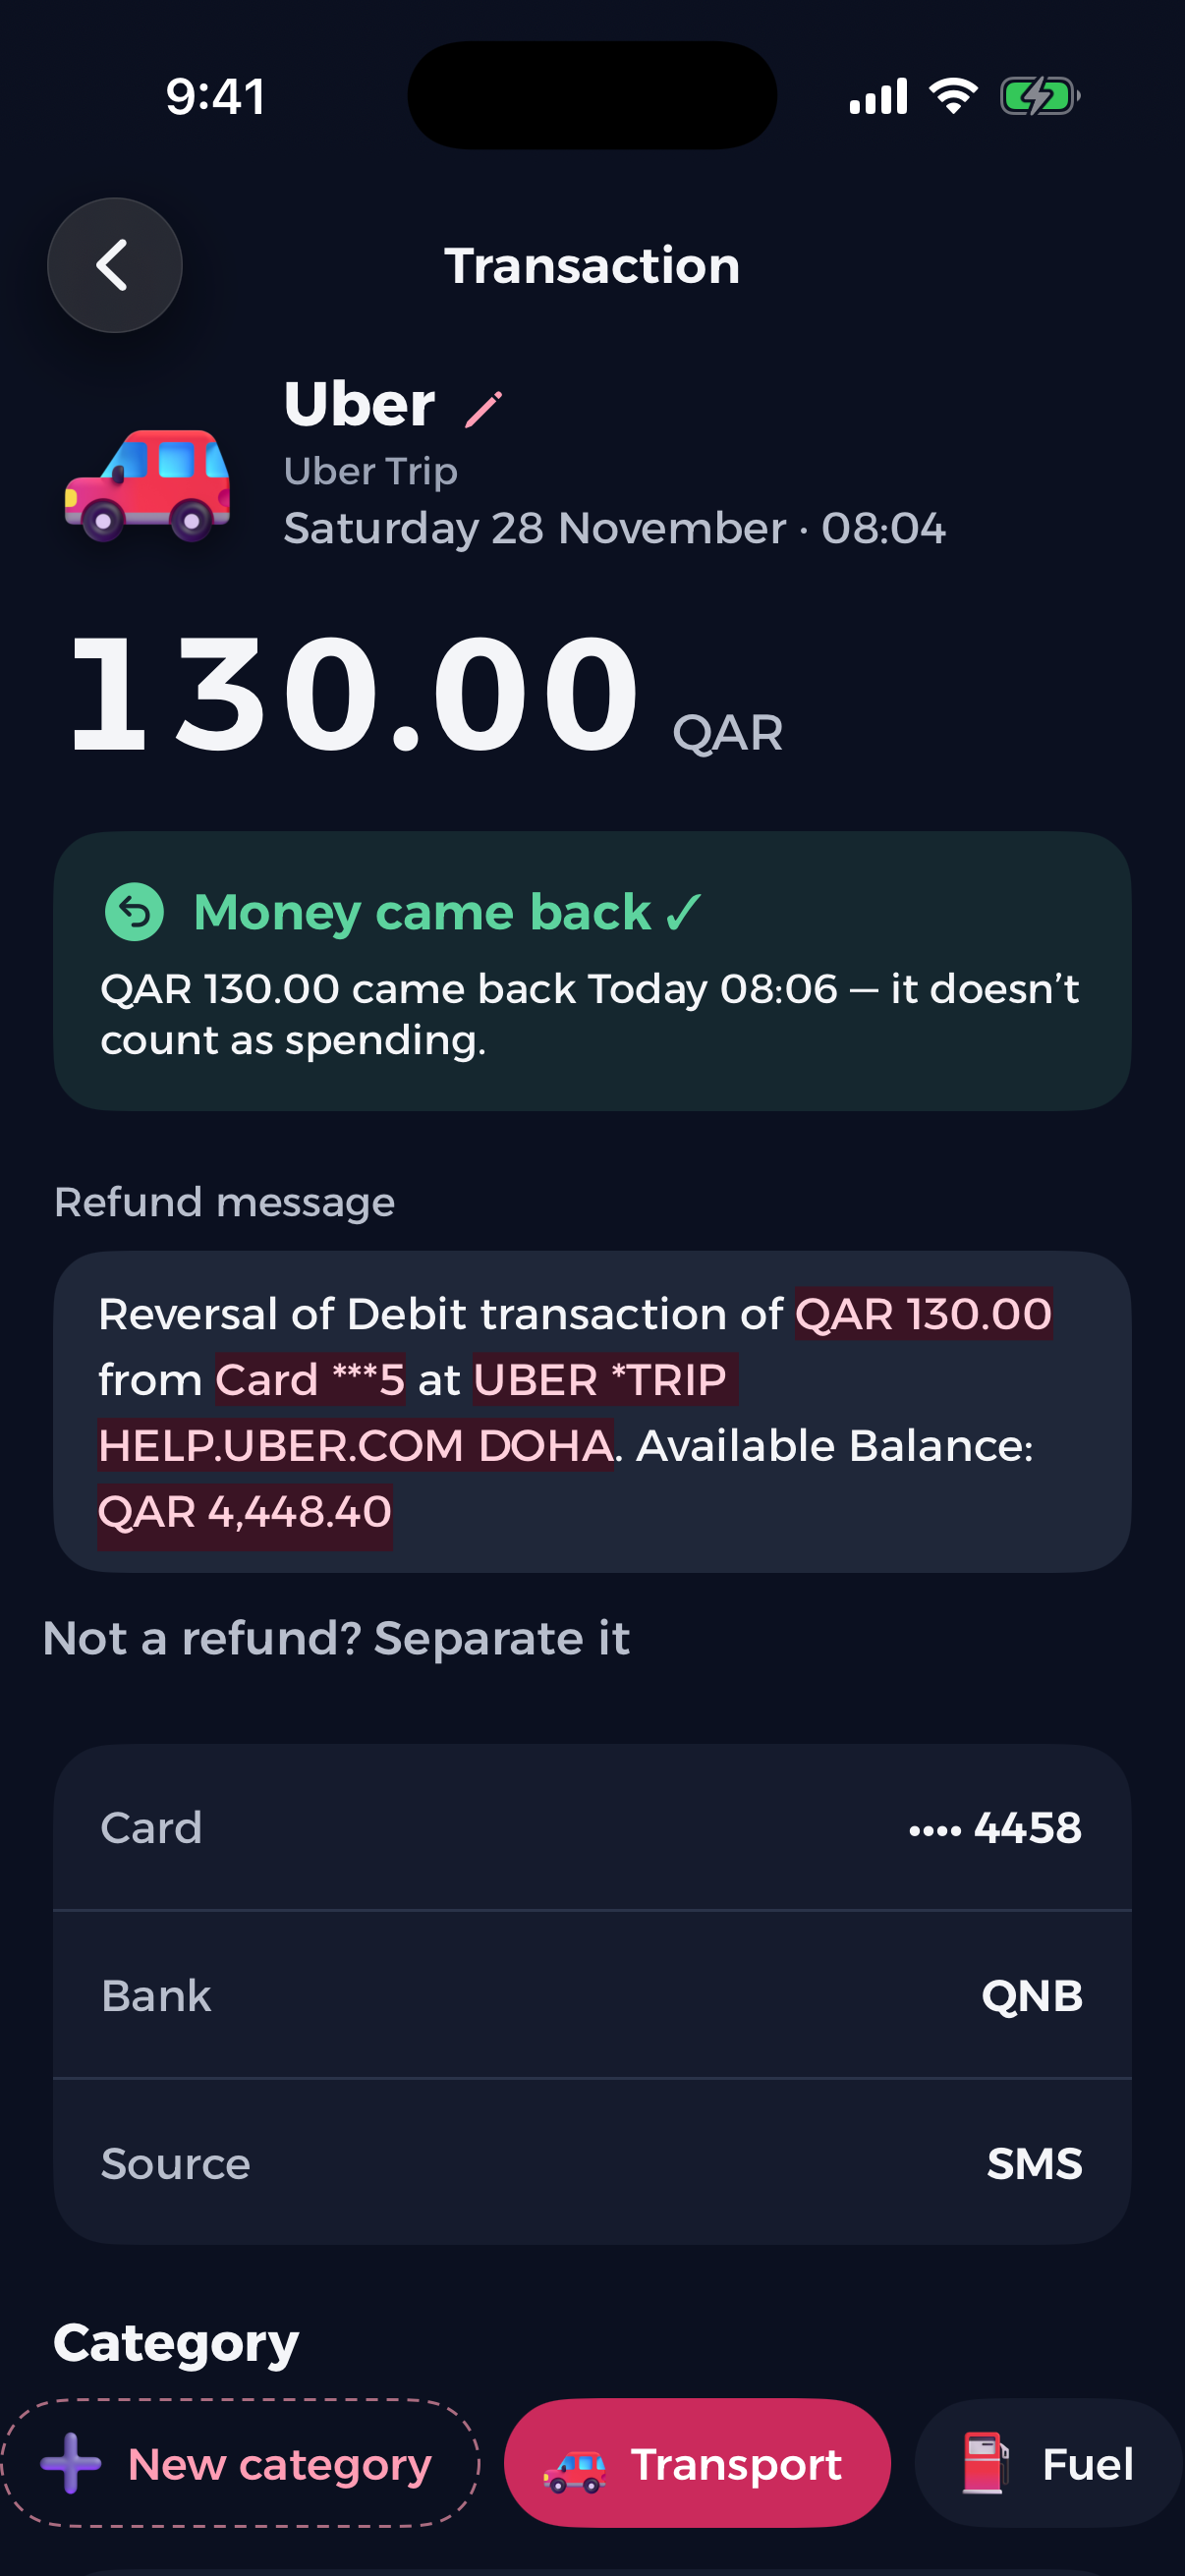 9:41
Transaction
Uber
Uber Trip
Saturday 28 November · 08:04
130.00 QAR
Money came back ✓
QAR 130.00 came back Today 08:06 — it doesn’t
count as spending.
Refund message
Reversal of Debit transaction of QAR 130.00
from Card ***5 at UBER *TRIP
HELP.UBER.COM DOHA. Available Balance:
QAR 4,448.40
Not a refund? Separate it
Card •••• 4458
Bank QNB
Source SMS
Category
New category Transport Fuel